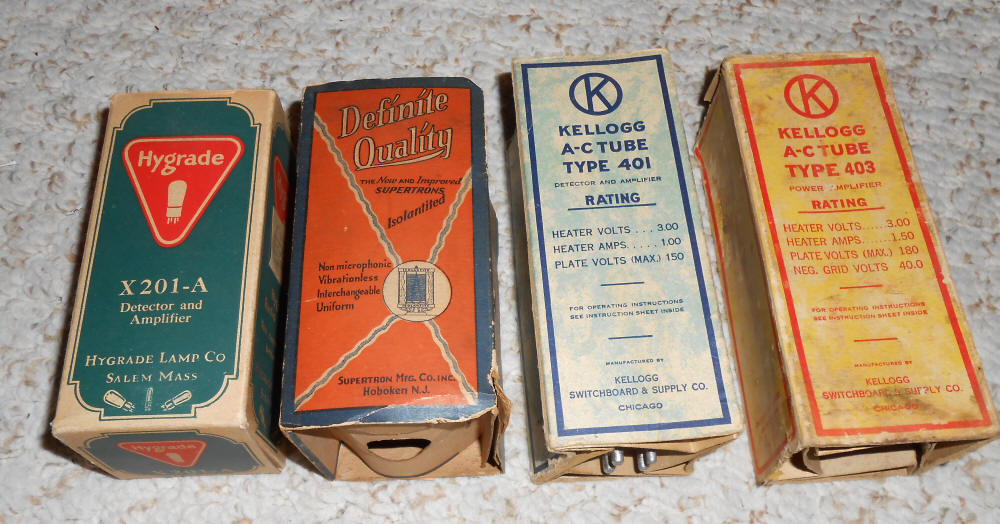 Hygrade
X201-A
Detector and
Amplifier
HYGRADE LAMP CO
SALEM MASS
Hygrade
Definite
Quality
THE New AND Improved
SUPERTRONS
Isolantited
Non microphonic
Vibrationless
Interchangeable
Uniform
SUPERTRON MFG. CO. INC.
HOBOKEN N.J.
K
KELLOGG
A-C TUBE
TYPE 401
DETECTOR AND AMPLIFIER
RATING
HEATER VOLTS ... 3.00
HEATER AMPS..... 1.00
PLATE VOLTS (MAX.) 150
FOR OPERATING INSTRUCTIONS
SEE INSTRUCTION SHEET INSIDE
MANUFACTURED BY
KELLOGG
SWITCHBOARD & SUPPLY CO.
CHICAGO
K
KELLOGG
A-C TUBE
TYPE 403
POWER AMPLIFIER
RATING
HEATER VOLTS......3.00
HEATER AMPS......1.50
PLATE VOLTS (MAX.) 180
NEG. GRID VOLTS 40.0
FOR OPERATING INSTRUCTIONS
SEE INSTRUCTION SHEET INSIDE
MANUFACTURED BY
KELLOGG
SWITCHBOARD & SUPPLY CO.
CHICAGO